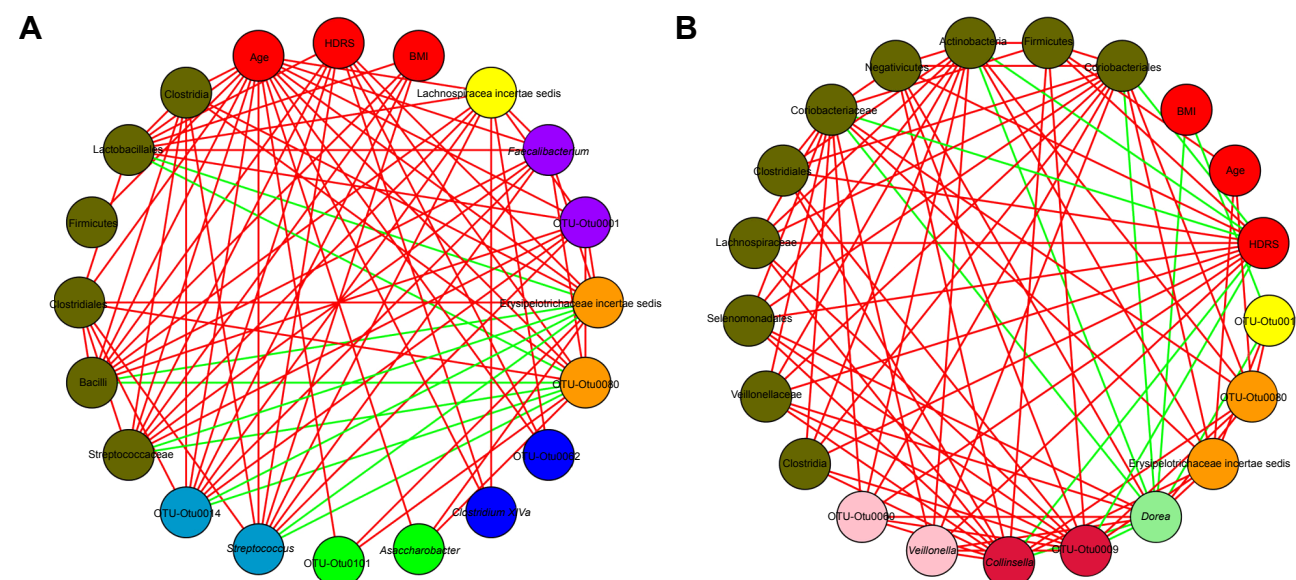 A
Age
HDRS
BMI
Clostridia
Lachnospiracea incertae sedis
Lactobacillales
Faecalibacterium
Firmicutes
OTU-Otu0001
Clostridiales
Erysipelotrichaceae incertae sedis
Bacilli
OTU-Otu0080
Streptococcaceae
OTU-Otu0052
OTU-Otu0014
Clostridium XIVa
Streptococcus
OTU-Otu0101
Asaccharobacter
B
Actinobacteria
Firmicutes
Negativicutes
Coriobacteriales
Coriobacteriaceae
BMI
Clostridiales
Age
Lachnospiraceae
HDRS
Selenomonadales
OTU-Otu001
Veillonellaceae
OTU-Otu0080
Clostridia
Erysipelotrichaceae incertae sedis
OTU-Otu0060
Dorea
Veillonella
Collinsella
OTU-Otu0009